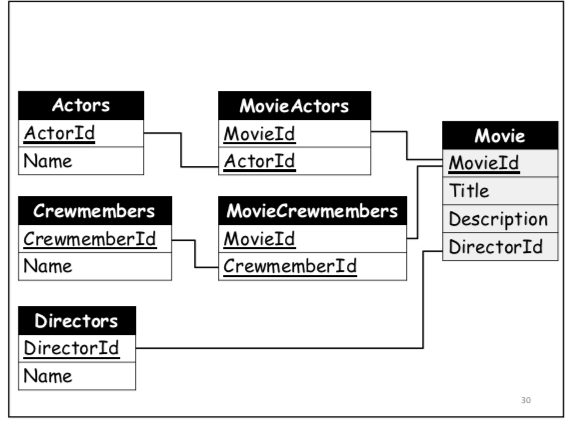 Actors
ActorId
Name
MovieActors
MovieId
ActorId
Movie
MovieId
Title
Description
DirectorId
Crewmembers
CrewmemberId
Name
MovieCrewmembers
MovieId
CrewmemberId
Directors
DirectorId
Name
30